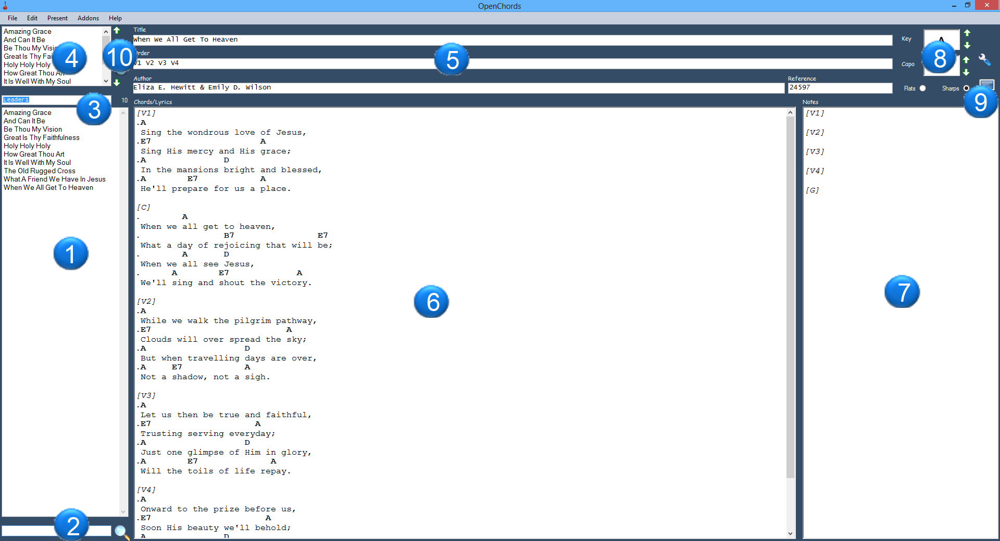 OpenChords
File Edit Present Addons Help
Amazing Grace
And Can It Be
Be Thou My
Great Is Thy
Holy Holy Holy
How Great Thou Art
It Is Well With My Soul
4
10
Title
When We All Get To Heaven
Order
V1 V2 V3 V4
5
Author
Eliza E. Hewitt & Emily D. Wilson
Reference
24597
Key
A
8
Capo
Flats
Sharps
9
Leader1
10
3
Amazing Grace
And Can It Be
Be Thou My Vision
Great Is Thy Faithfulness
Holy Holy Holy
How Great Thou Art
It Is Well With My Soul
The Old Rugged Cross
What A Friend We Have In Jesus
When We All Get To Heaven
1
2
Chords/Lyrics
[V1]
.A
Sing the wondrous love of Jesus,
.E7 A
Sing His mercy and His grace;
.A D
In the mansions bright and blessed,
.A E7 A
He'll prepare for us a place.
[C]
. A
When we all get to heaven,
. B7 E7
What a day of rejoicing that will be;
. A D
When we all see Jesus,
. A E7 A
We'll sing and shout the victory.
[V2]
.A
While we walk the pilgrim pathway,
.E7 A
Clouds will over spread the sky;
.A D
But when travelling days are over,
.A E7 A
Not a shadow, not a sigh.
[V3]
.A
Let us then be true and faithful,
.E7 A
Trusting serving everyday;
.A D
Just one glimpse of Him in glory,
.A E7 A
Will the toils of life repay.
[V4]
.A
Onward to the prize before us,
.E7 A
Soon His beauty we'll behold;
A D
6
Notes
[V1]
[V2]
[V3]
[V4]
[G]
7